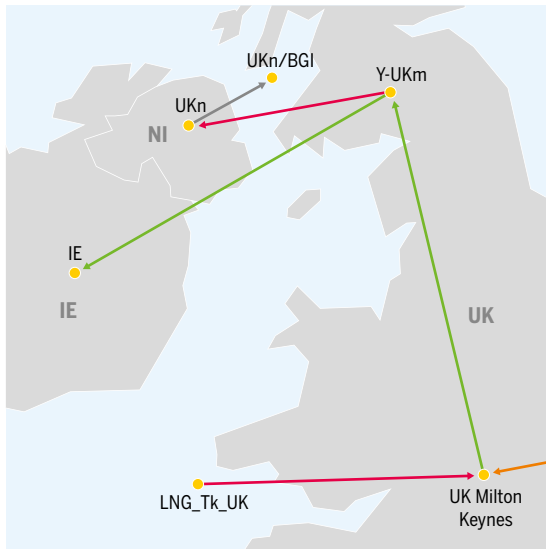 UKn/BGI
Y-UKm
UKn
NI
IE
IE
UK
LNG_Tk_UK
UK Milton
Keynes